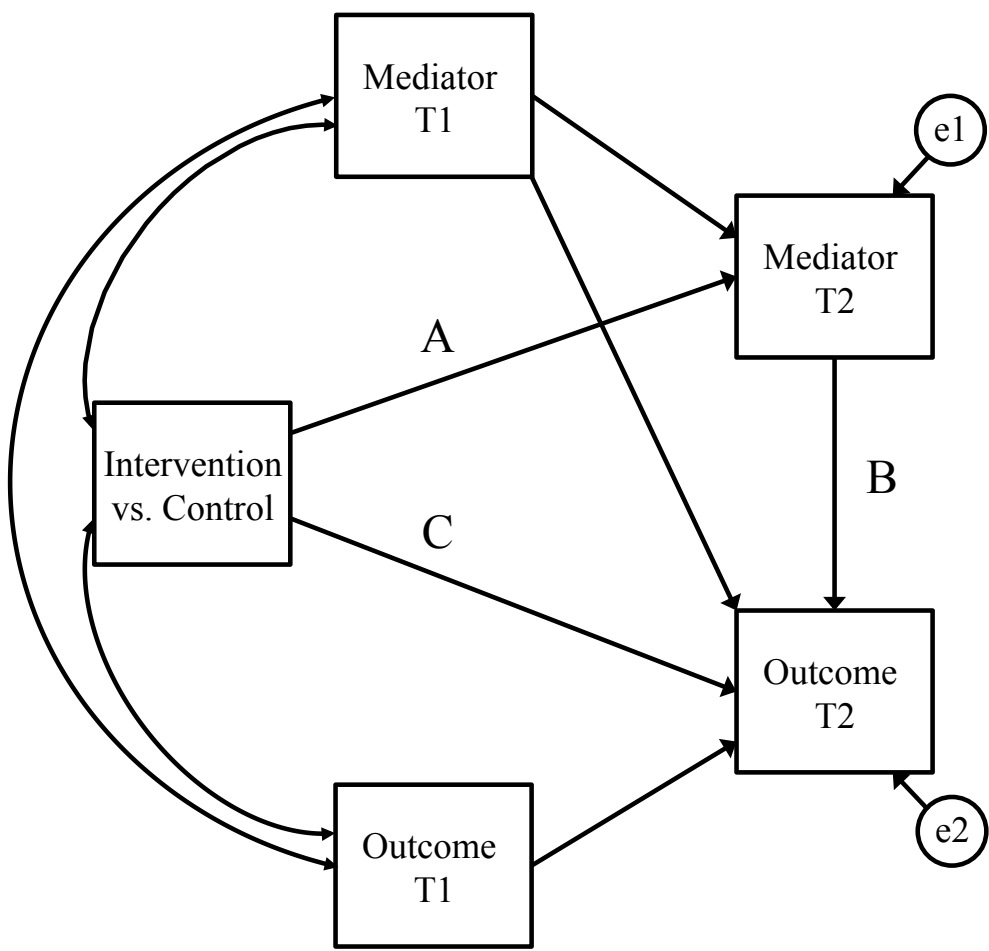 Mediator
T1
e1
Mediator
T2
A
Intervention
vs. Control
B
C
Outcome
T2
e2
Outcome
T1